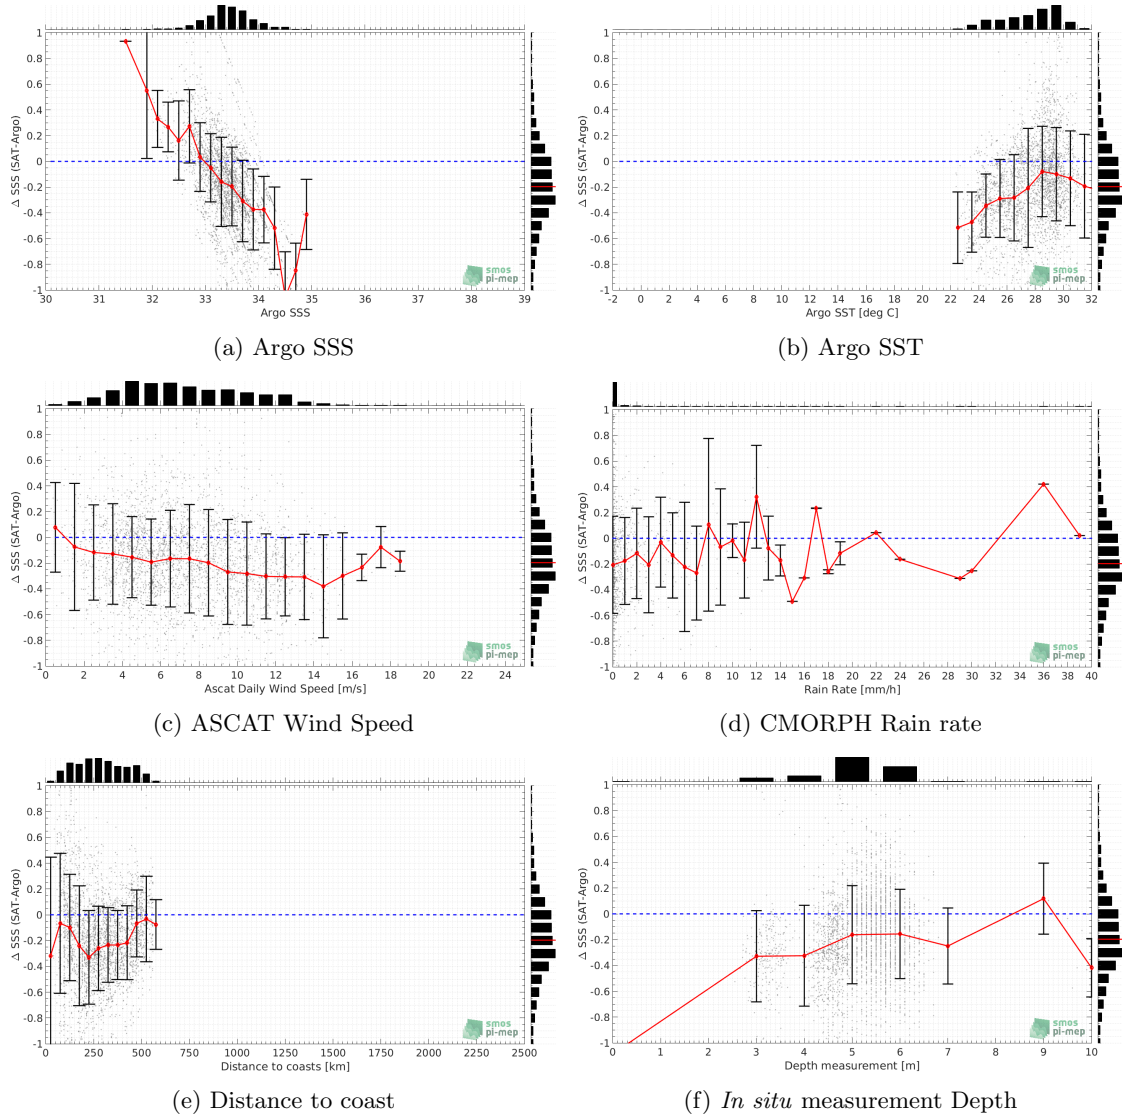 1
0.8
0.6
0.4
0.2
0
-0.2
-0.4
-0.6
-0.8
-1
Δ SSS (SAT-Argo)
30 31 32 33 34 35 36 37 38 39
Argo SSS
smos
pi-mep
(a) Argo SSS
1
0.8
0.6
0.4
0.2
0
-0.2
-0.4
-0.6
-0.8
-1
Δ SSS (SAT-Argo)
-2 0 2 4 6 8 10 12 14 16 18 20 22 24 26 28 30 32
Argo SST [deg C]
smos
pi-mep
(b) Argo SST
1
0.8
0.6
0.4
0.2
0
-0.2
-0.4
-0.6
-0.8
-1
Δ SSS (SAT-Argo)
0 2 4 6 8 10 12 14 16 18 20 22 24
Ascat Daily Wind Speed [m/s]
smos
pi-mep
(c) ASCAT Wind Speed
1
0.8
0.6
0.4
0.2
0
-0.2
-0.4
-0.6
-0.8
-1
Δ SSS (SAT-Argo)
0 2 4 6 8 10 12 14 16 18 20 22 24 26 28 30 32 34 36 38 40
Rain Rate [mm/h]
smos
pi-mep
(d) CMORPH Rain rate
1
0.8
0.6
0.4
0.2
0
-0.2
-0.4
-0.6
-0.8
-1
Δ SSS (SAT-Argo)
0 250 500 750 1000 1250 1500 1750 2000 2250 2500
Distance to coasts [km]
smos
pi-mep
(e) Distance to coast
1
0.8
0.6
0.4
0.2
0
-0.2
-0.4
-0.6
-0.8
-1
Δ SSS (SAT-Argo)
0 1 2 3 4 5 6 7 8 9 10
Depth measurement [m]
smos
pi-mep
(f) In situ measurement Depth